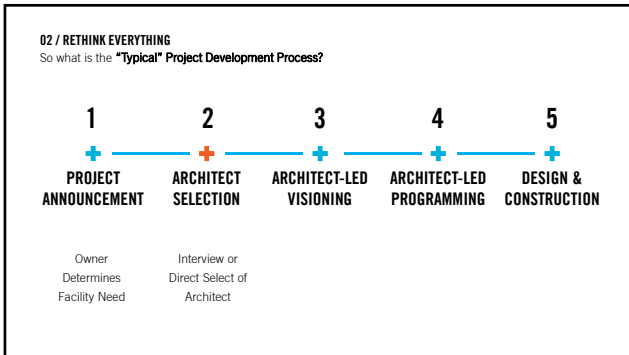 02 / RETHINK EVERYTHING
So what is the "Typical" Project Development Process?
1
2
3
4
5
PROJECT
ANNOUNCEMENT
ARCHITECT
SELECTION
ARCHITECT-LED
VISIONING
ARCHITECT-LED
PROGRAMMING
DESIGN &
CONSTRUCTION
Owner
Determines
Facility Need
Interview or
Direct Select of
Architect